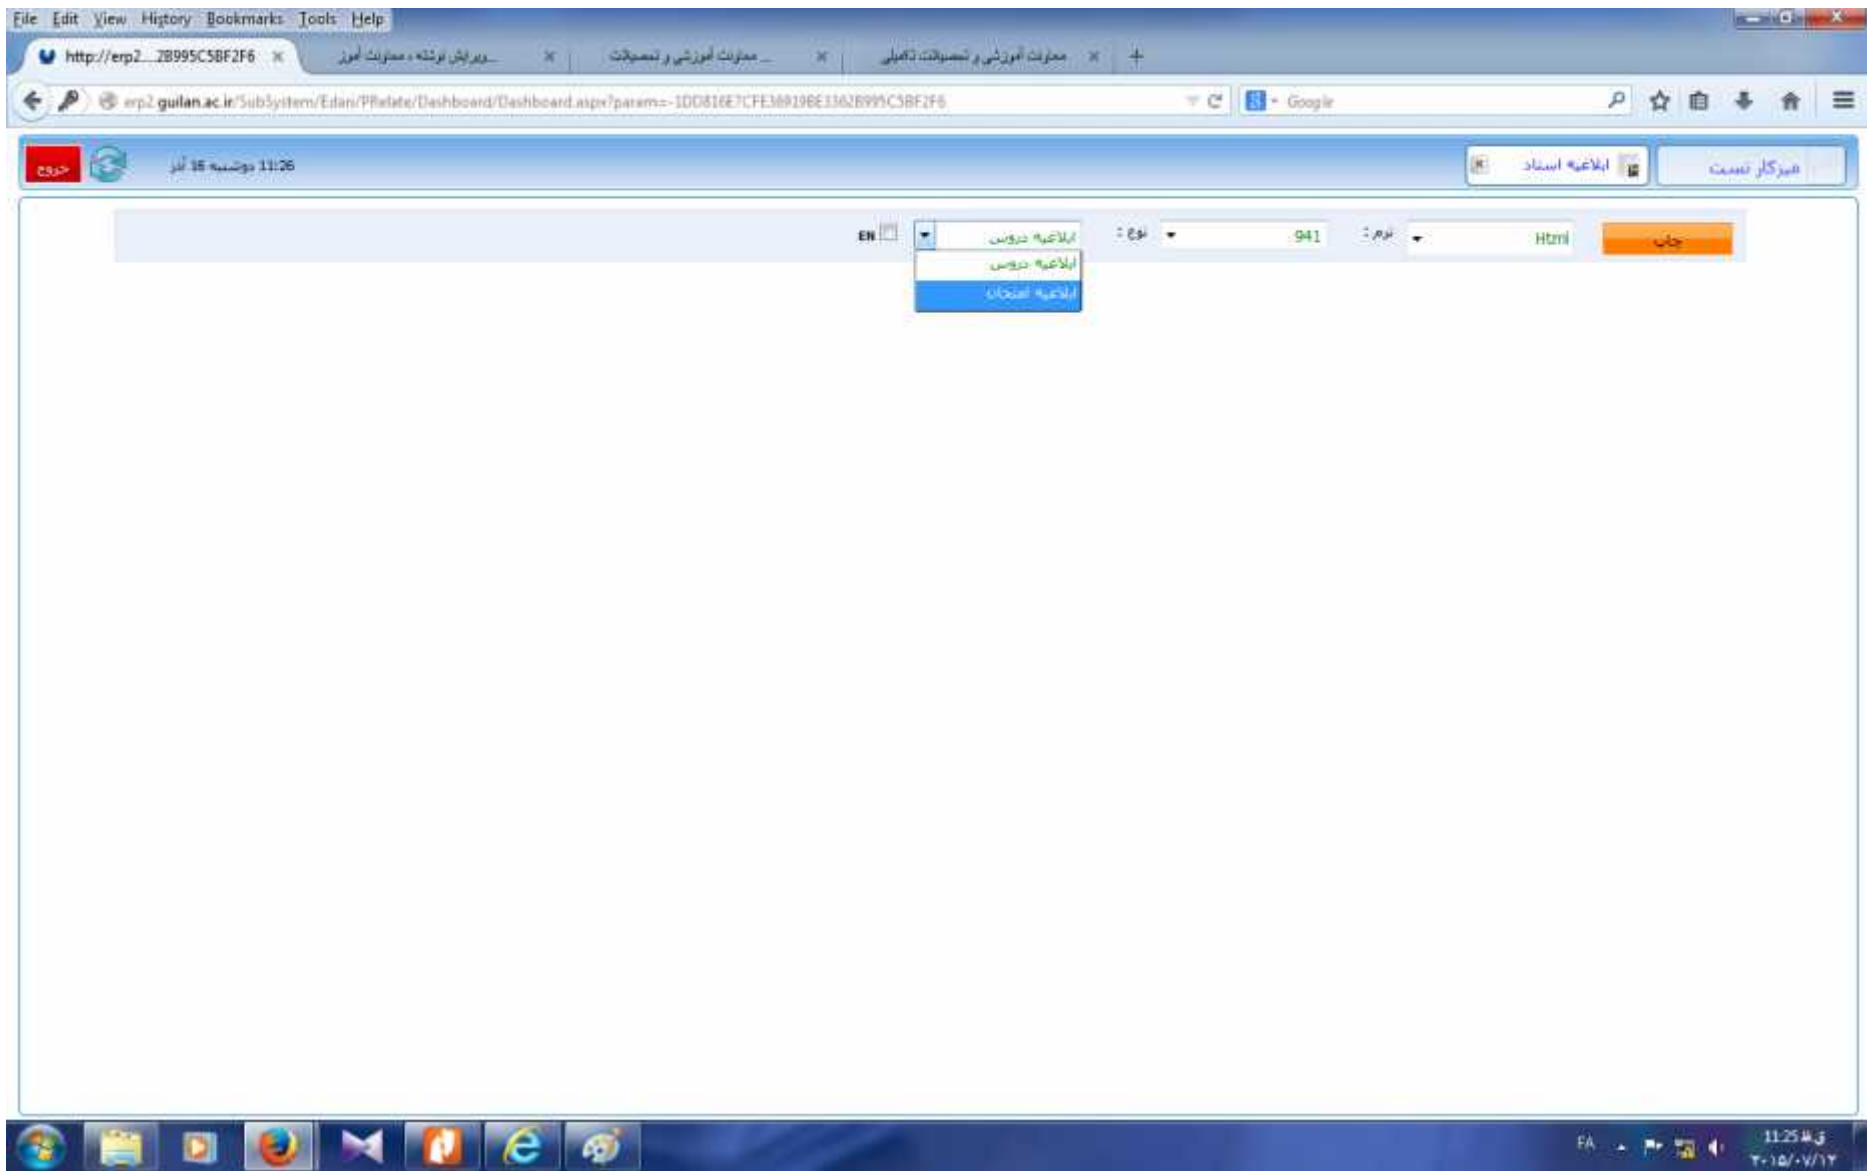 File Edit View History Bookmarks Tools Help
http://erp2....2B995C5BF2F6
ویرایش نوشته ‹ معاونت آموز...
معاونت آموزشی و تحصیلات ...
معاونت آموزشی و تحصیلات تکمیلی
erp2.guilan.ac.ir/SubSystem/Edari/PRelate/Dashboard/Dashboard.aspx?param=
Google
میزکار تست
ابلاغیه استاد
11:26 دوشنبه 16 آذر
خروج
چاپ
Html
ترم :
941
نوع :
ابلاغیه دروس
EN
ابلاغیه دروس
ابلاغیه امتحان
FA
11:25 ق.ظ
۲۰۱۵/۰۷/۱۲